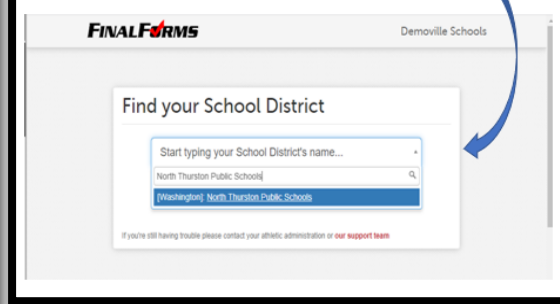 FINALFORMS
Demoville Schools
Find your School District
Start typing your School District's name...
North Thurston Public Schools
[Washington]: North Thurston Public Schools
If you're still having trouble please contact your athletic administration or our support team